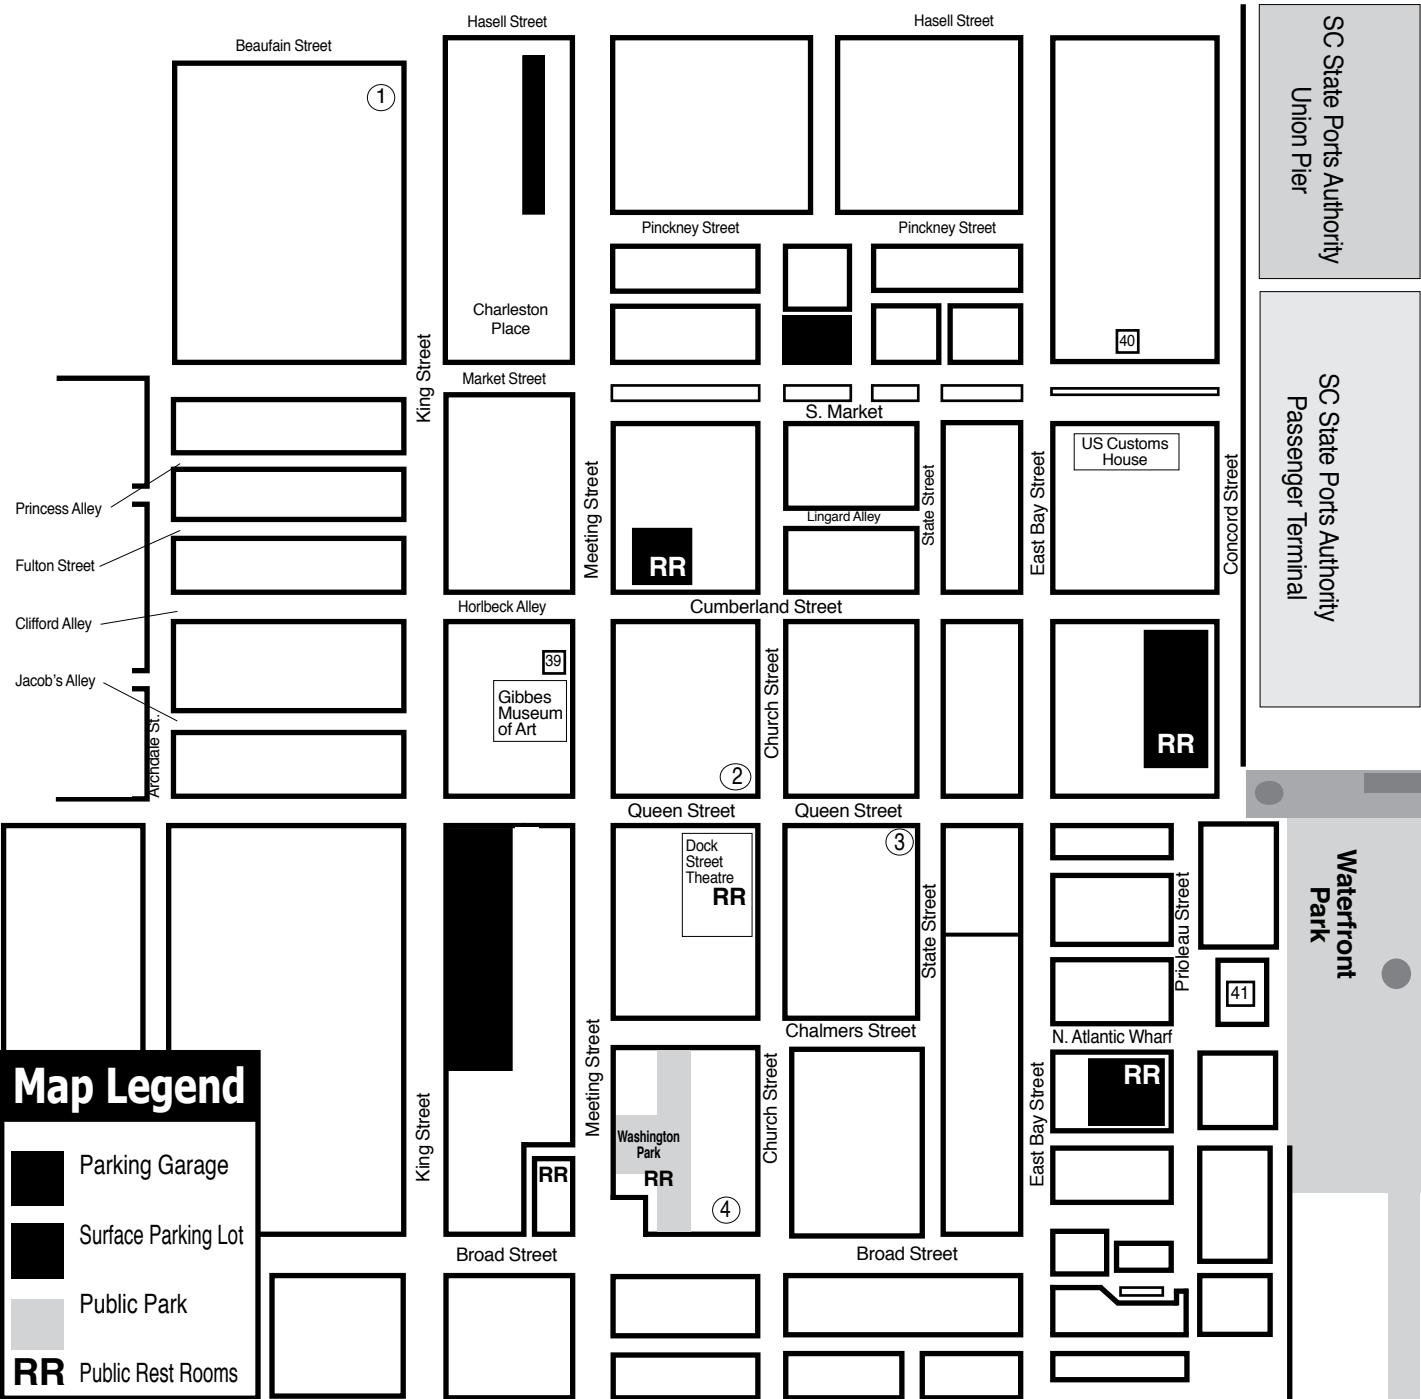 Hasell Street
Hasell Street
Beaufain Street
1
SC State Ports Authority
Union Pier
Pinckney Street
Pinckney Street
Charleston
Place
40
King Street
Market Street
S. Market
SC State Ports Authority
Passenger Terminal
US Customs
House
Meeting Street
State Street
East Bay Street
Concord Street
Princess Alley
Lingard Alley
RR
Fulton Street
Horlbeck Alley
Cumberland Street
Clifford Alley
39
Church Street
Jacob's Alley
Gibbes
Museum
of Art
Archdale St.
RR
2
Queen Street
Queen Street
3
Dock
Street
Theatre
RR
Waterfront
Park
State Street
Prioleau Street
41
Chalmers Street
N. Atlantic Wharf
Meeting Street
Church Street
East Bay Street
King Street
RR
Washington
Park
RR
RR
4
Broad Street
Broad Street
Map Legend
Parking Garage
Surface Parking Lot
Public Park
RR Public Rest Rooms